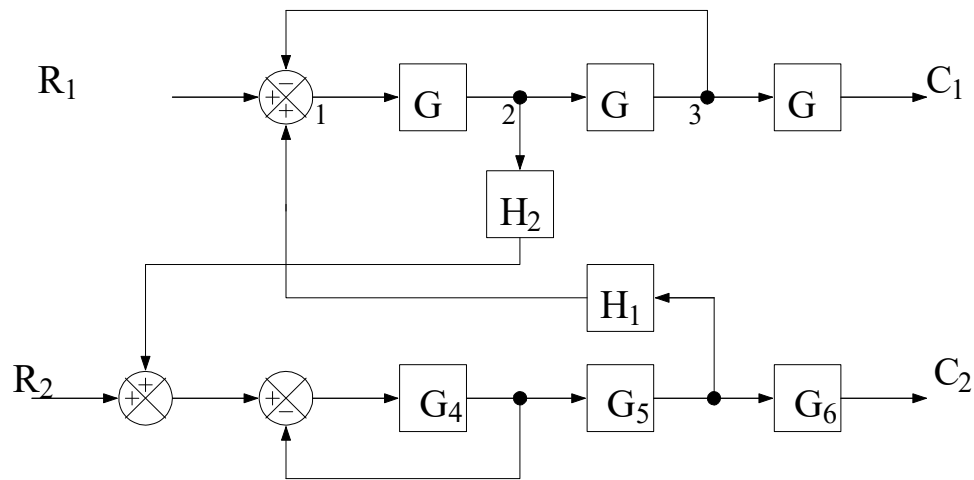 R1 G G G C1
− + +
1 2 3
H2
H1
R2 G4 G5 G6 C2
+ + + −